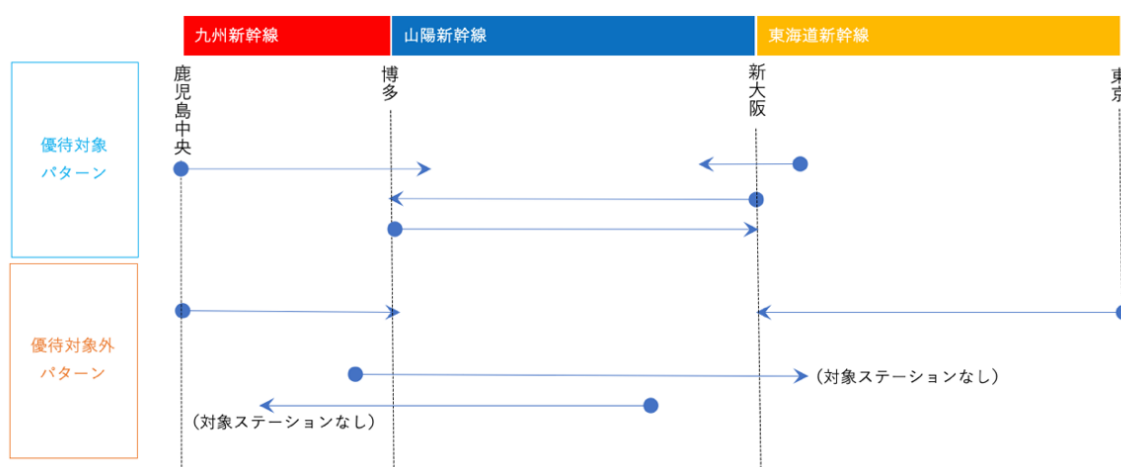 九州新幹線
山陽新幹線
東海道新幹線
鹿児島中央
博多
新大阪
東京
優待対象
パターン
優待対象外
パターン
（対象ステーションなし）
（対象ステーションなし）